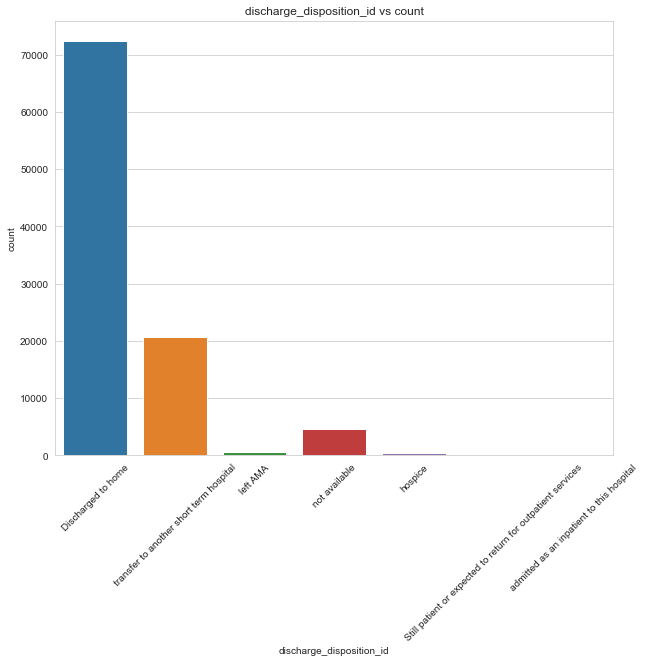 discharge_disposition_id vs count
70000
60000
50000
40000
30000
20000
10000
0
count
Discharged to home
transfer to another short term hospital
left AMA
not available
hospice
Still patient or expected to return for outpatient services
admitted as an inpatient to this hospital
discharge_disposition_id